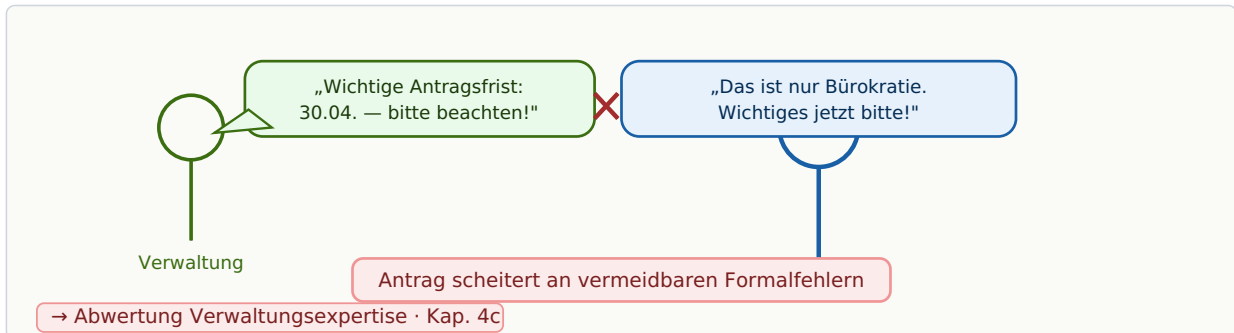 „Wichtige Antragsfrist:
30.04. — bitte beachten!"
„Das ist nur Bürokratie.
Wichtiges jetzt bitte!"
Verwaltung
Antrag scheitert an vermeidbaren Formalfehlern
→ Abwertung Verwaltungsexpertise · Kap. 4c